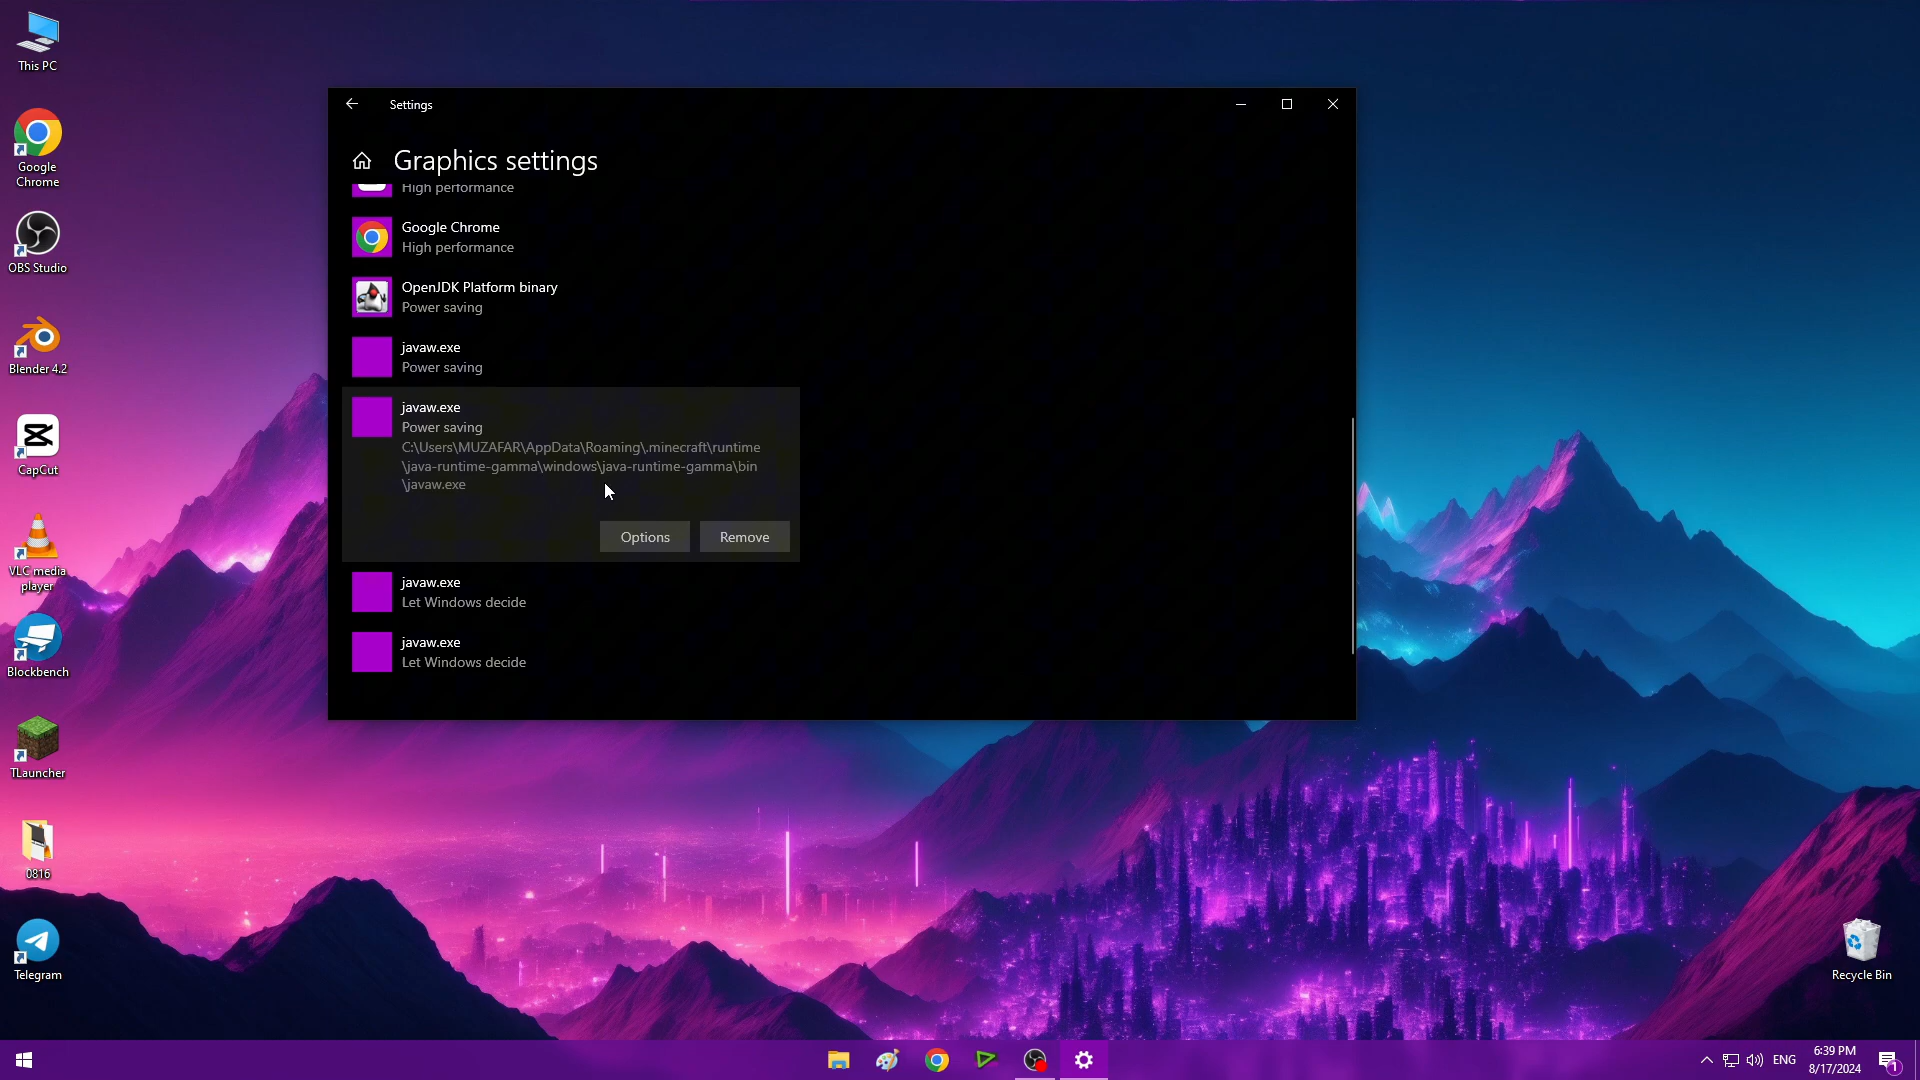 This PC
Google
Chrome
OBS Studio
Blender 4.2
CapCut
VLC media
player
Blockbench
TLauncher
0816
Telegram
Settings
Graphics settings
High performance
Google Chrome
High performance
OpenJDK Platform binary
Power saving
javaw.exe
Power saving
javaw.exe
Power saving
C:\Users\MUZAFAR\AppData\Roaming\.minecraft\runtime
\java-runtime-gamma\windows\java-runtime-gamma\bin
\javaw.exe
Options
Remove
javaw.exe
Let Windows decide
javaw.exe
Let Windows decide
Recycle Bin
ENG
6:39 PM
8/17/2024
1